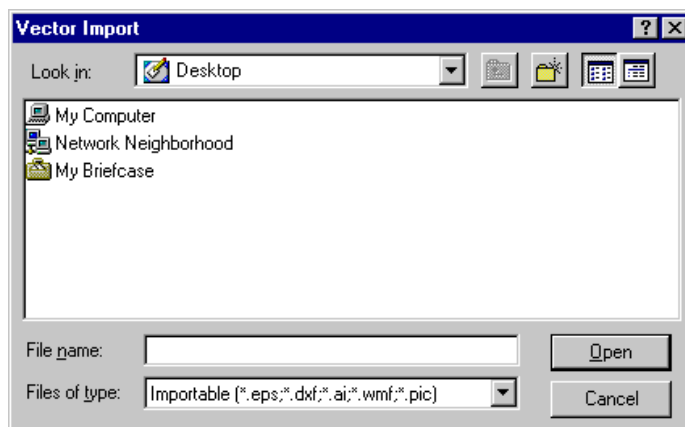 Vector Import
Look in: Desktop
My Computer
Network Neighborhood
My Briefcase
File name: Open
Files of type: Importable (*.eps;*.dxf;*.ai;*.wmf;*.pic) Cancel